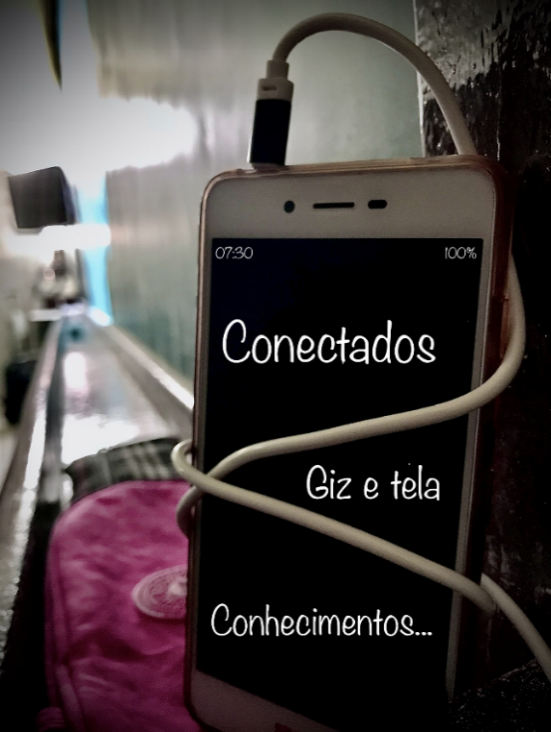 07:30 100%
Conectados
Giz e tela
Conhecimentos...